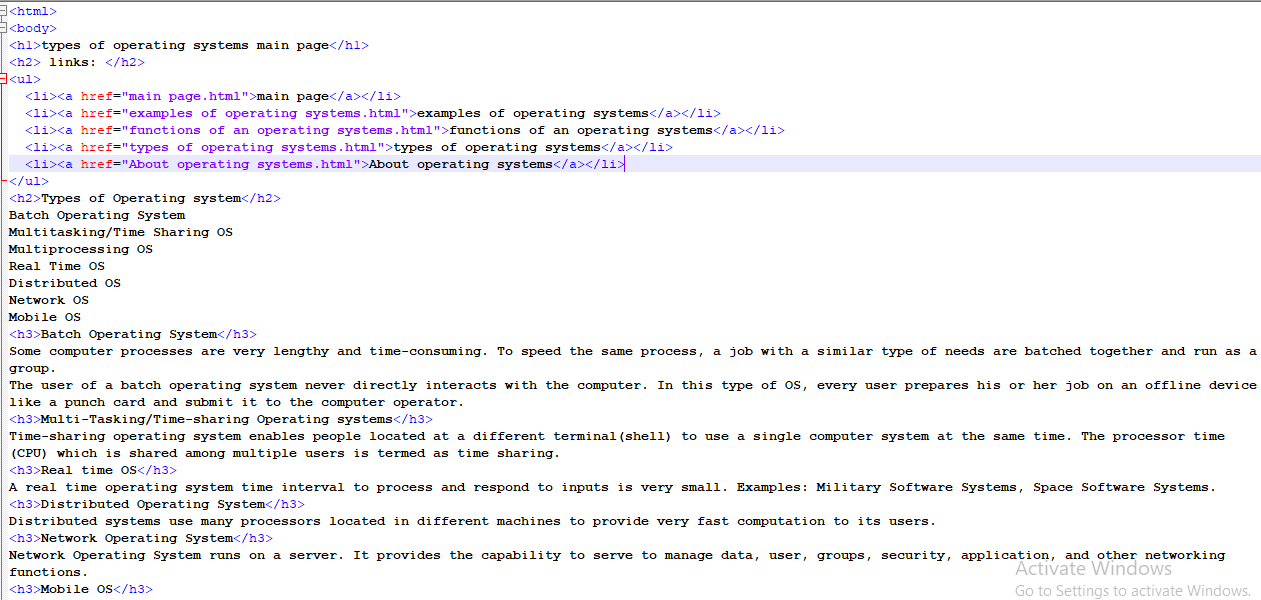 <html>
<body>
<h1>types of operating systems main page</h1>
<h2> links: </h2>
<ul>
<li><a href="main page.html">main page</a></li>
<li><a href="examples of operating systems.html">examples of operating systems</a></li>
<li><a href="functions of an operating systems.html">functions of an operating systems</a></li>
<li><a href="types of operating systems.html">types of operating systems</a></li>
<li><a href="About operating systems.html">About operating systems</a></li>
</ul>
<h2>Types of Operating system</h2>
Batch Operating System
Multitasking/Time Sharing OS
Multiprocessing OS
Real Time OS
Distributed OS
Network OS
Mobile OS
<h3>Batch Operating System</h3>
Some computer processes are very lengthy and time-consuming. To speed the same process, a job with a similar type of needs are batched together and run as a
group.
The user of a batch operating system never directly interacts with the computer. In this type of OS, every user prepares his or her job on an offline device
like a punch card and submit it to the computer operator.
<h3>Multi-Tasking/Time-sharing Operating systems</h3>
Time-sharing operating system enables people located at a different terminal(shell) to use a single computer system at the same time. The processor time
(CPU) which is shared among multiple users is termed as time sharing.
<h3>Real time OS</h3>
A real time operating system time interval to process and respond to inputs is very small. Examples: Military Software Systems, Space Software Systems.
<h3>Distributed Operating System</h3>
Distributed systems use many processors located in different machines to provide very fast computation to its users.
<h3>Network Operating System</h3>
Network Operating System runs on a server. It provides the capability to serve to manage data, user, groups, security, application, and other networking
functions.
<h3>Mobile OS</h3>
Activate Windows
Go to Settings to activate Windows.